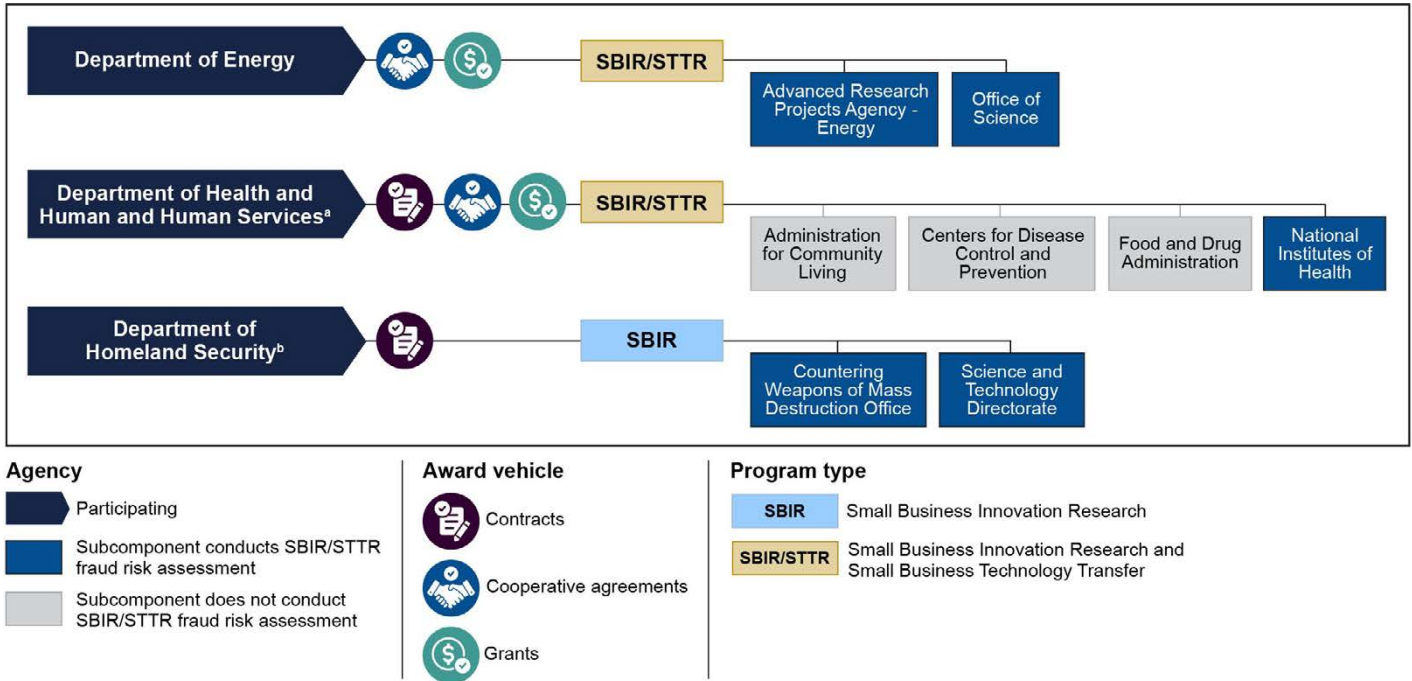 Department of Energy
SBIR/STTR
Advanced Research
Projects Agency -
Energy
Office of
Science
Department of Health and
Human and Human Servicesᵃ
SBIR/STTR
Administration
for Community
Living
Centers for Disease
Control and
Prevention
Food and Drug
Administration
National
Institutes of
Health
Department of
Homeland Securityᵇ
SBIR
Countering
Weapons of Mass
Destruction Office
Science and
Technology
Directorate
Agency
Participating
Subcomponent conducts SBIR/STTR
fraud risk assessment
Subcomponent does not conduct
SBIR/STTR fraud risk assessment
Award vehicle
Contracts
Cooperative agreements
Grants
Program type
SBIR
Small Business Innovation Research
SBIR/STTR
Small Business Innovation Research and
Small Business Technology Transfer